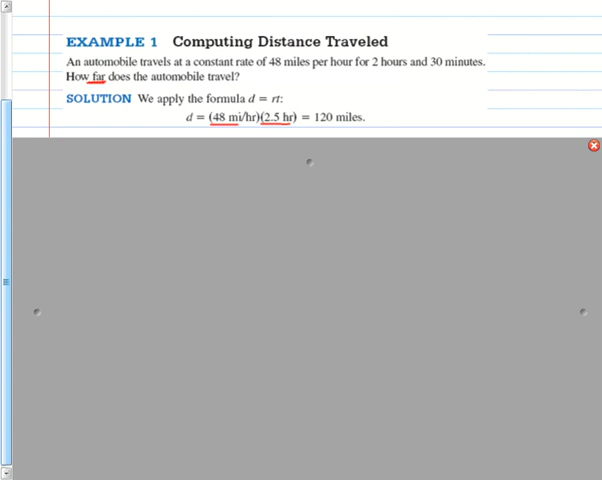 EXAMPLE 1 Computing Distance Traveled
An automobile travels at a constant rate of 48 miles per hour for 2 hours and 30 minutes.
How far does the automobile travel?
SOLUTION We apply the formula d = rt:
d = (48 mi/hr)(2.5 hr) = 120 miles.